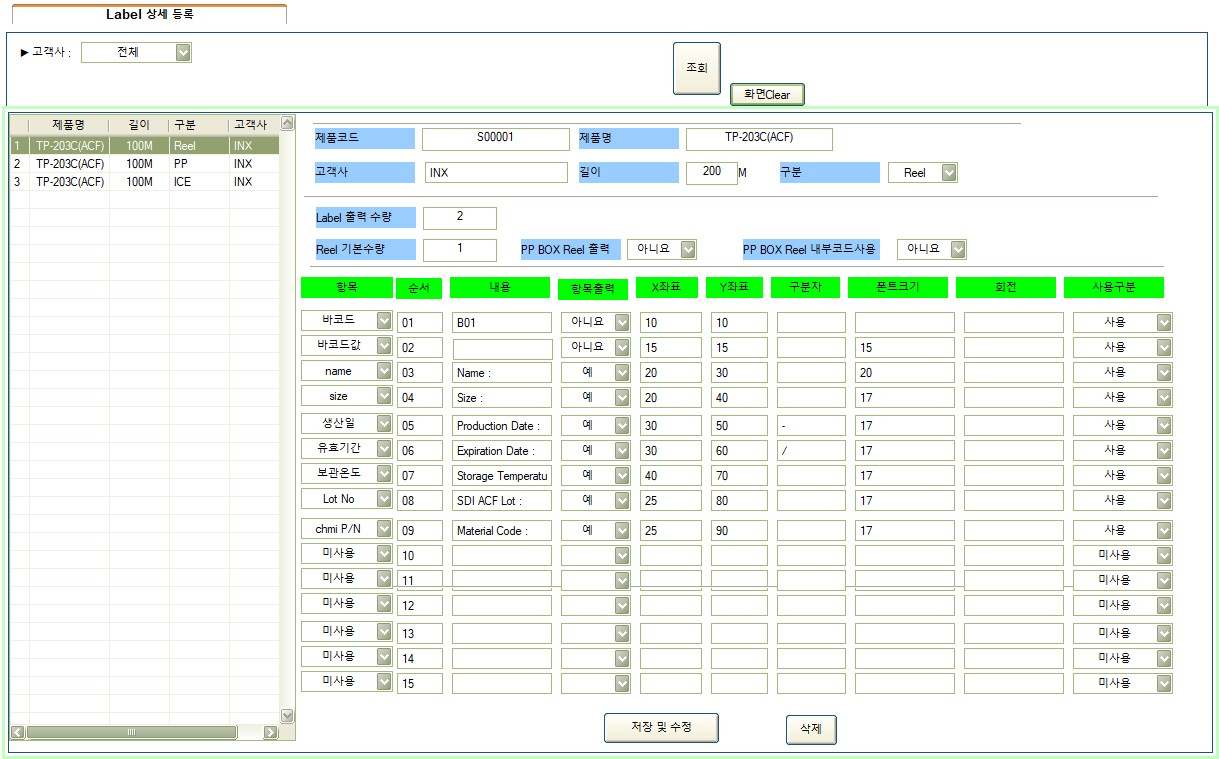 Label 상세 등록
▶ 고객사 : 전체
조회
화면Clear
제품명 길이 구분 고객사
1 TP-203C(ACF) 100M Reel INX
2 TP-203C(ACF) 100M PP INX
3 TP-203C(ACF) 100M ICE INX
제품코드 S00001 제품명 TP-203C(ACF)
고객사 INX 길이 200 M 구분 Reel
Label 출력 수량 2
Reel 기본수량 1 PP BOX Reel 출력 아니요 PP BOX Reel 내부코드사용 아니요
항목 순서 내용 항목출력 X좌표 Y좌표 구분자 폰트크기 회전 사용구분
바코드 01 B01 아니요 10 10 사용
바코드값 02 아니요 15 15 15 사용
name 03 Name : 예 20 30 20 사용
size 04 Size : 예 20 40 17 사용
생산일 05 Production Date : 예 30 50 - 17 사용
유효기간 06 Expiration Date : 예 30 60 / 17 사용
보관온도 07 Storage Temperatu 예 40 70 17 사용
Lot No 08 SDI ACF Lot : 예 25 80 17 사용
chmi P/N 09 Material Code : 예 25 90 17 사용
미사용 10 미사용
미사용 11 미사용
미사용 12 미사용
미사용 13 미사용
미사용 14 미사용
미사용 15 미사용
저장 및 수정 삭제